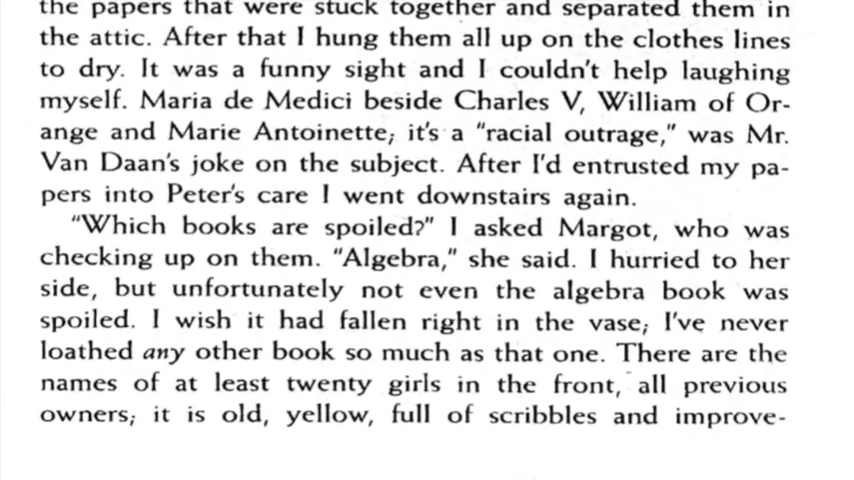 the papers that were stuck together and separated them in
the attic. After that I hung them all up on the clothes lines
to dry. It was a funny sight and I couldn't help laughing
myself. Maria de Medici beside Charles V, William of Or-
ange and Marie Antoinette; it's a "racial outrage," was Mr.
Van Daan's joke on the subject. After I'd entrusted my pa-
pers into Peter's care I went downstairs again.
"Which books are spoiled?" I asked Margot, who was
checking up on them. "Algebra," she said. I hurried to her
side, but unfortunately not even the algebra book was
spoiled. I wish it had fallen right in the vase; I've never
loathed any other book so much as that one. There are the
names of at least twenty girls in the front, all previous
owners; it is old, yellow, full of scribbles and improve-